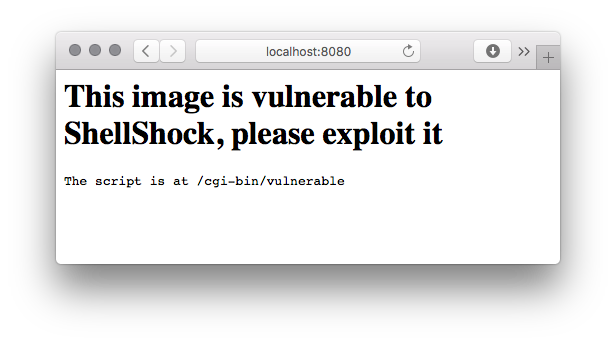 localhost:8080
This image is vulnerable to
ShellShock, please exploit it
The script is at /cgi-bin/vulnerable